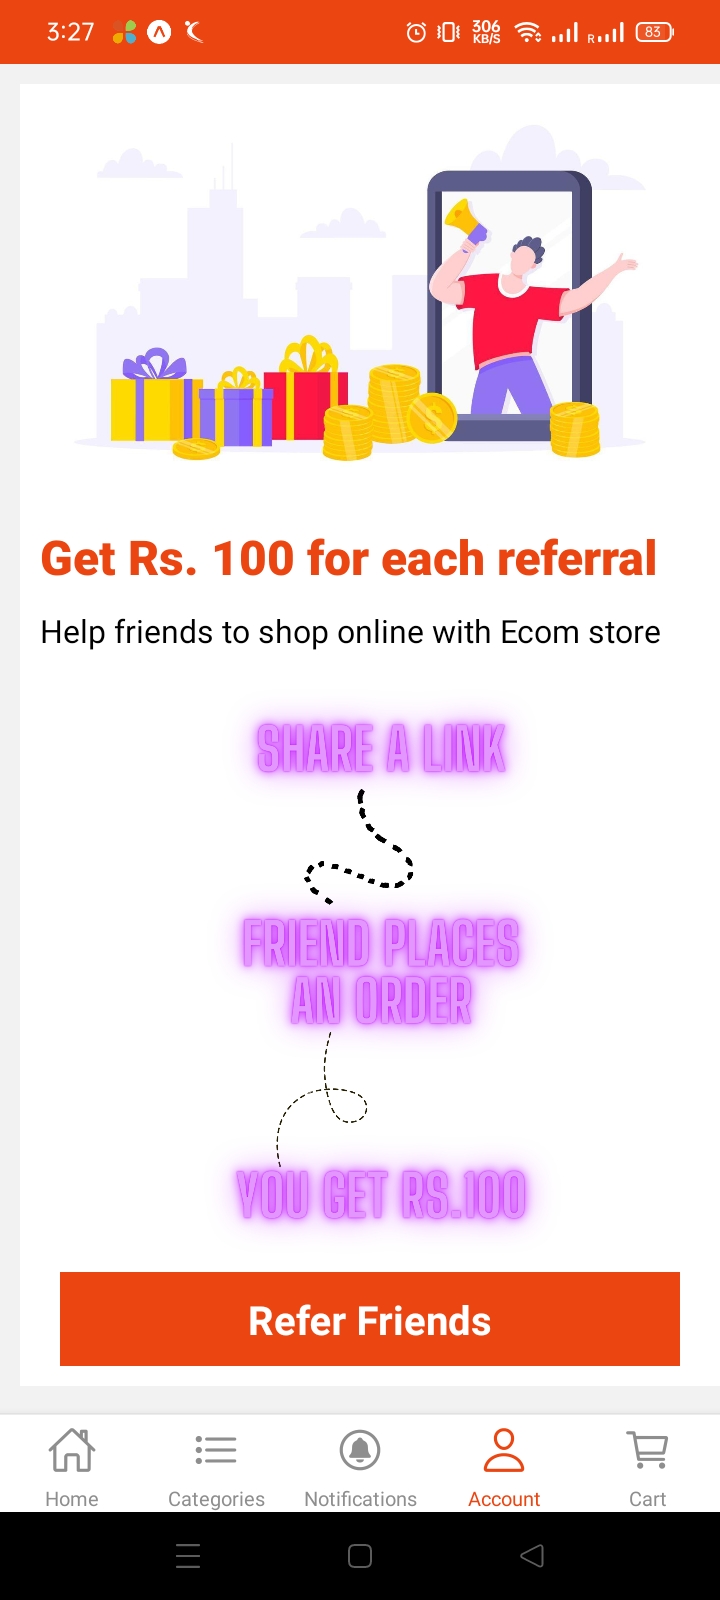 3:27
306
KB/S
R
83
Get Rs. 100 for each referral
Help friends to shop online with Ecom store
SHARE A LINK
FRIEND PLACES
AN ORDER
YOU GET RS.100
Refer Friends
Home
Categories
Notifications
Account
Cart